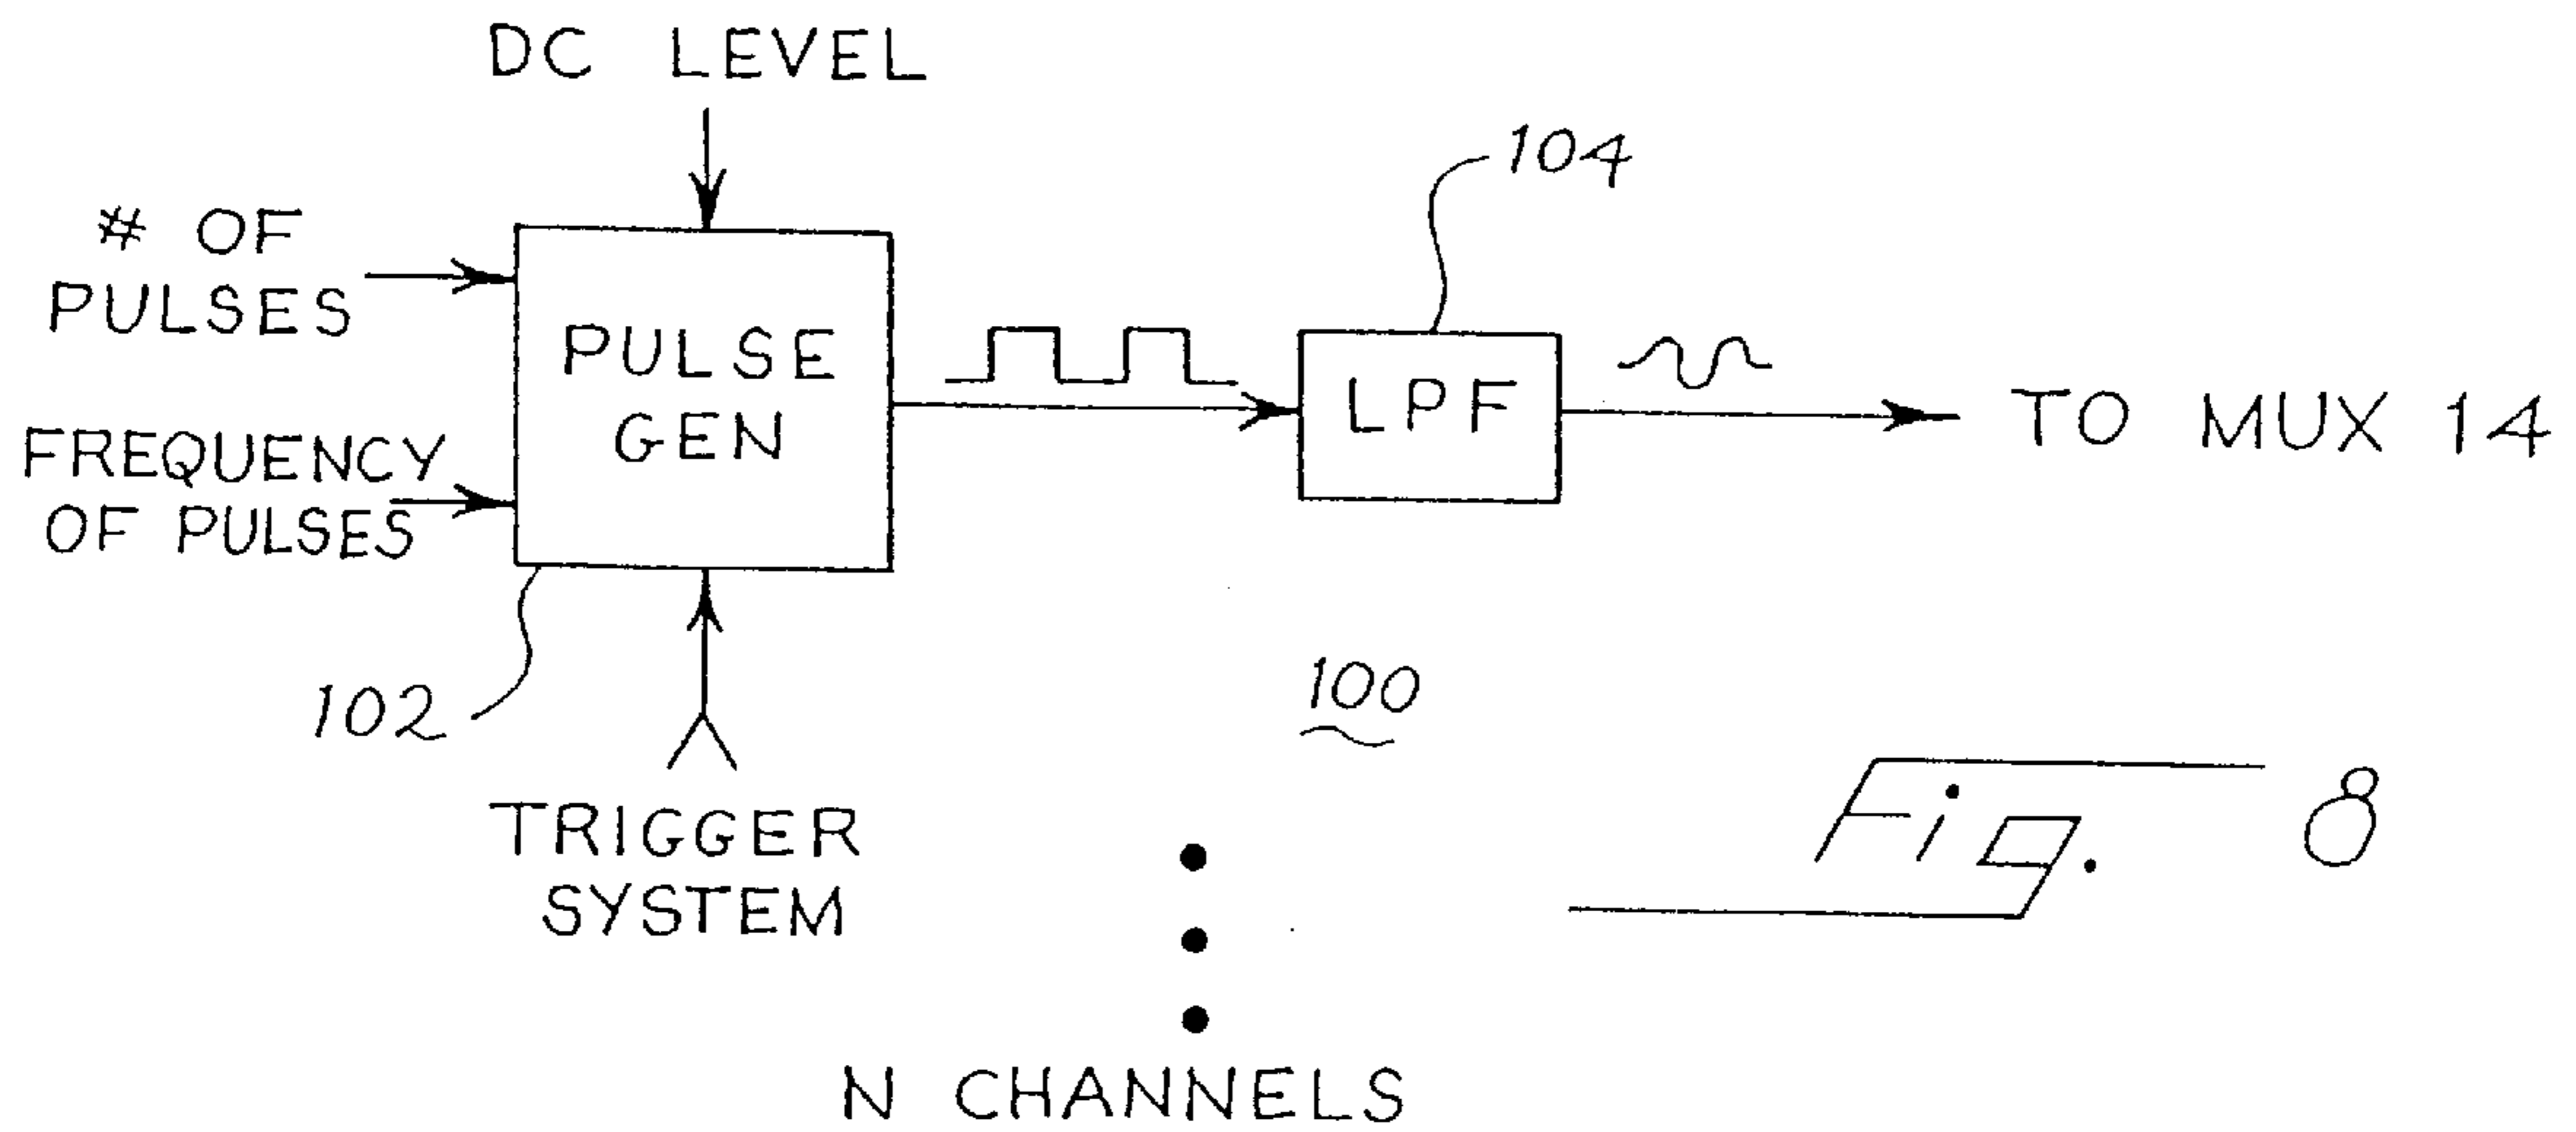 DC LEVEL
104
# OF
PULSES
PULSE
GEN
LPF
TO MUX 14
FREQUENCY
OF PULSES
102
100
TRIGGER
SYSTEM
Fig. 8
N CHANNELS